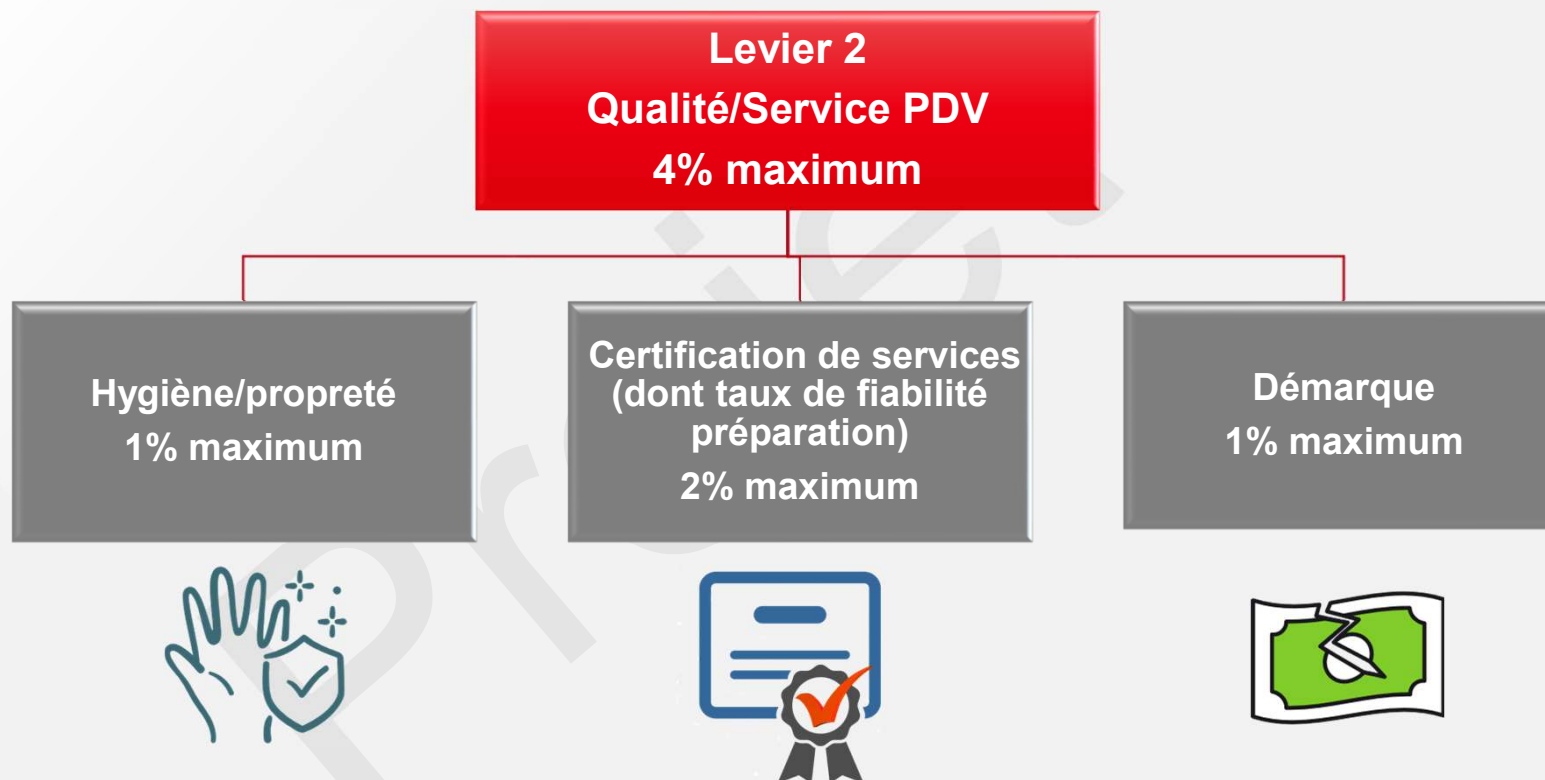 Levier 2
Qualité/Service PDV
4% maximum
Hygiène/propreté
1% maximum
Certification de services
(dont taux de fiabilité
préparation)
2% maximum
Démarque
1% maximum